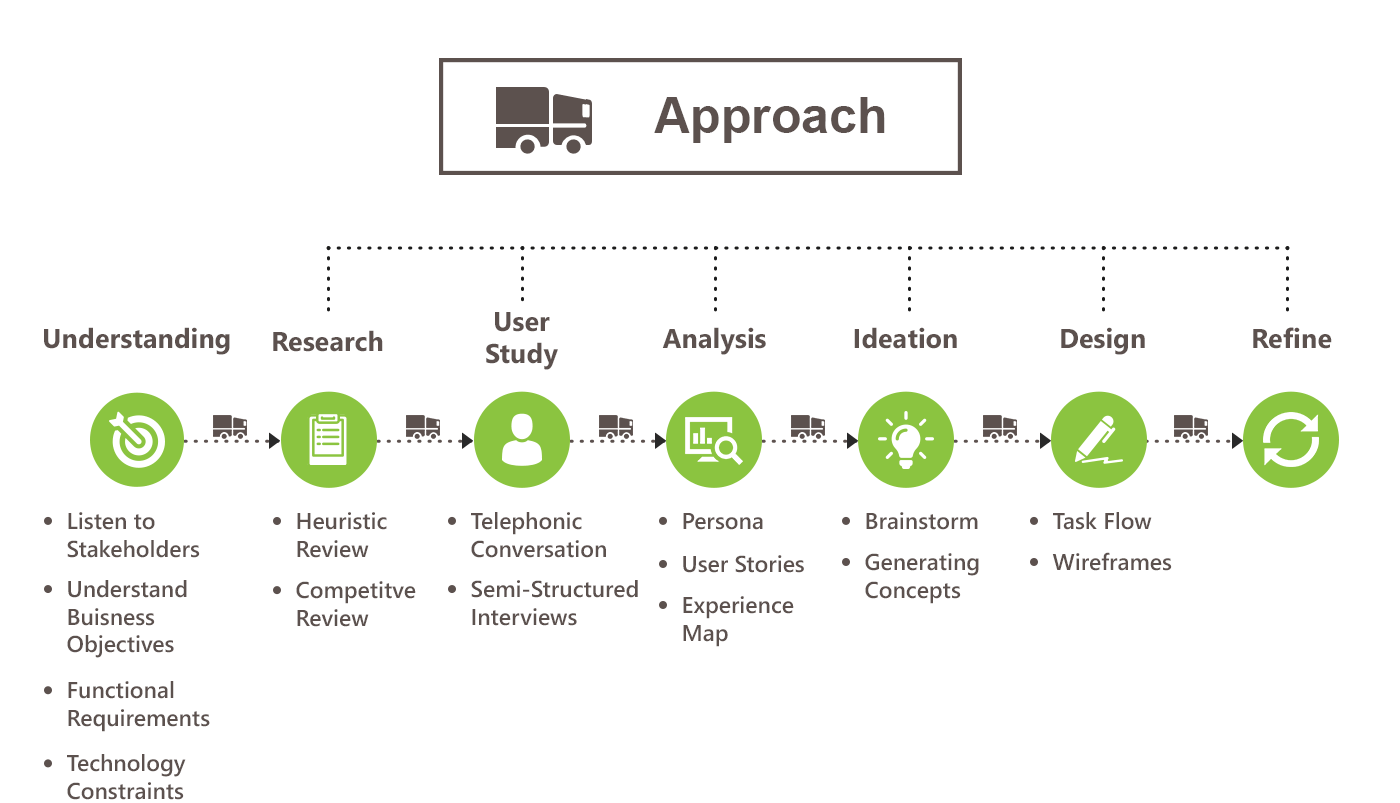 Approach
Understanding
Research
User
Study
Analysis
Ideation
Design
Refine
• Listen to
Stakeholders
• Understand
Buisness
Objectives
• Functional
Requirements
• Technology
Constraints
• Heuristic
Review
• Competitve
Review
• Telephonic
Conversation
• Semi-Structured
Interviews
• Persona
• User Stories
• Experience
Map
• Brainstorm
• Generating
Concepts
• Task Flow
• Wireframes